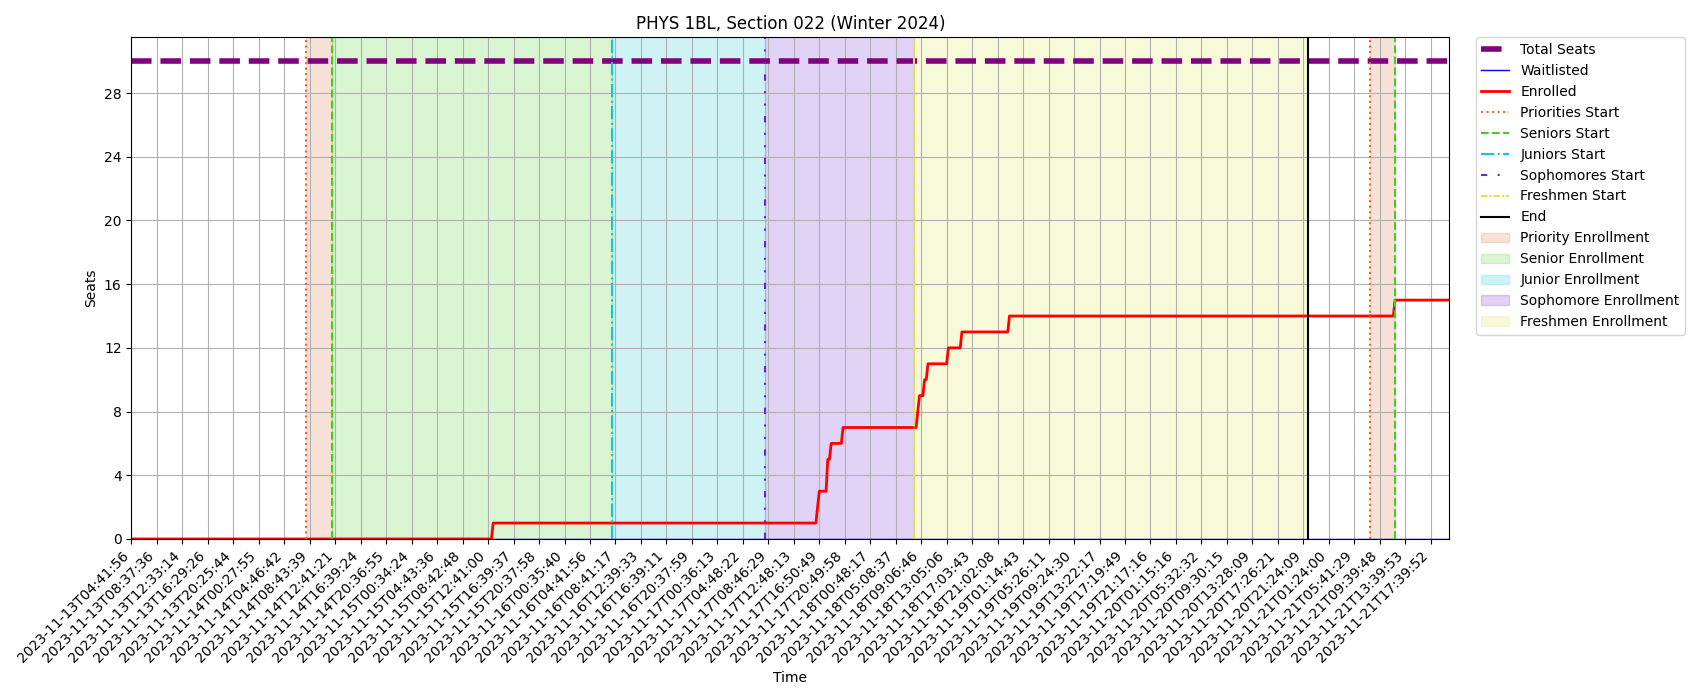 PHYS 1BL, Section 022 (Winter 2024)
Seats
28
24
20
16
12
8
4
0
2023-11-13T04:41:56
2023-11-13T08:37:36
2023-11-13T12:33:14
2023-11-13T16:29:26
2023-11-13T20:25:44
2023-11-14T00:27:55
2023-11-14T04:46:42
2023-11-14T08:43:39
2023-11-14T12:41:21
2023-11-14T16:39:24
2023-11-14T20:36:55
2023-11-15T00:34:24
2023-11-15T04:43:36
2023-11-15T08:42:48
2023-11-15T12:41:00
2023-11-15T16:39:37
2023-11-15T20:37:58
2023-11-16T00:35:40
2023-11-16T04:41:56
2023-11-16T08:41:17
2023-11-16T12:39:33
2023-11-16T16:39:11
2023-11-16T20:37:59
2023-11-17T00:36:13
2023-11-17T04:48:22
2023-11-17T08:46:29
2023-11-17T12:48:13
2023-11-17T16:50:49
2023-11-17T20:49:58
2023-11-18T00:48:17
2023-11-18T05:08:37
2023-11-18T09:06:46
2023-11-18T13:05:06
2023-11-18T17:03:43
2023-11-18T21:02:08
2023-11-19T01:14:43
2023-11-19T05:26:11
2023-11-19T09:24:30
2023-11-19T13:22:17
2023-11-19T17:19:49
2023-11-19T21:17:16
2023-11-20T01:15:16
2023-11-20T05:32:32
2023-11-20T09:30:15
2023-11-20T13:28:09
2023-11-20T17:26:21
2023-11-20T21:24:09
2023-11-21T01:24:00
2023-11-21T05:41:29
2023-11-21T09:39:48
2023-11-21T13:39:53
2023-11-21T17:39:52
Time
Total Seats
Waitlisted
Enrolled
Priorities Start
Seniors Start
Juniors Start
Sophomores Start
Freshmen Start
End
Priority Enrollment
Senior Enrollment
Junior Enrollment
Sophomore Enrollment
Freshmen Enrollment